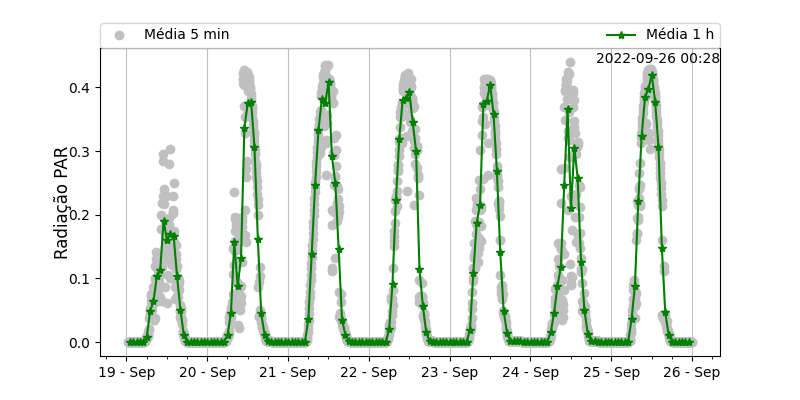 Média 5 min
Média 1 h
2022-09-26 00:28
Radiação PAR
0.4
0.3
0.2
0.1
0.0
19 - Sep
20 - Sep
21 - Sep
22 - Sep
23 - Sep
24 - Sep
25 - Sep
26 - Sep